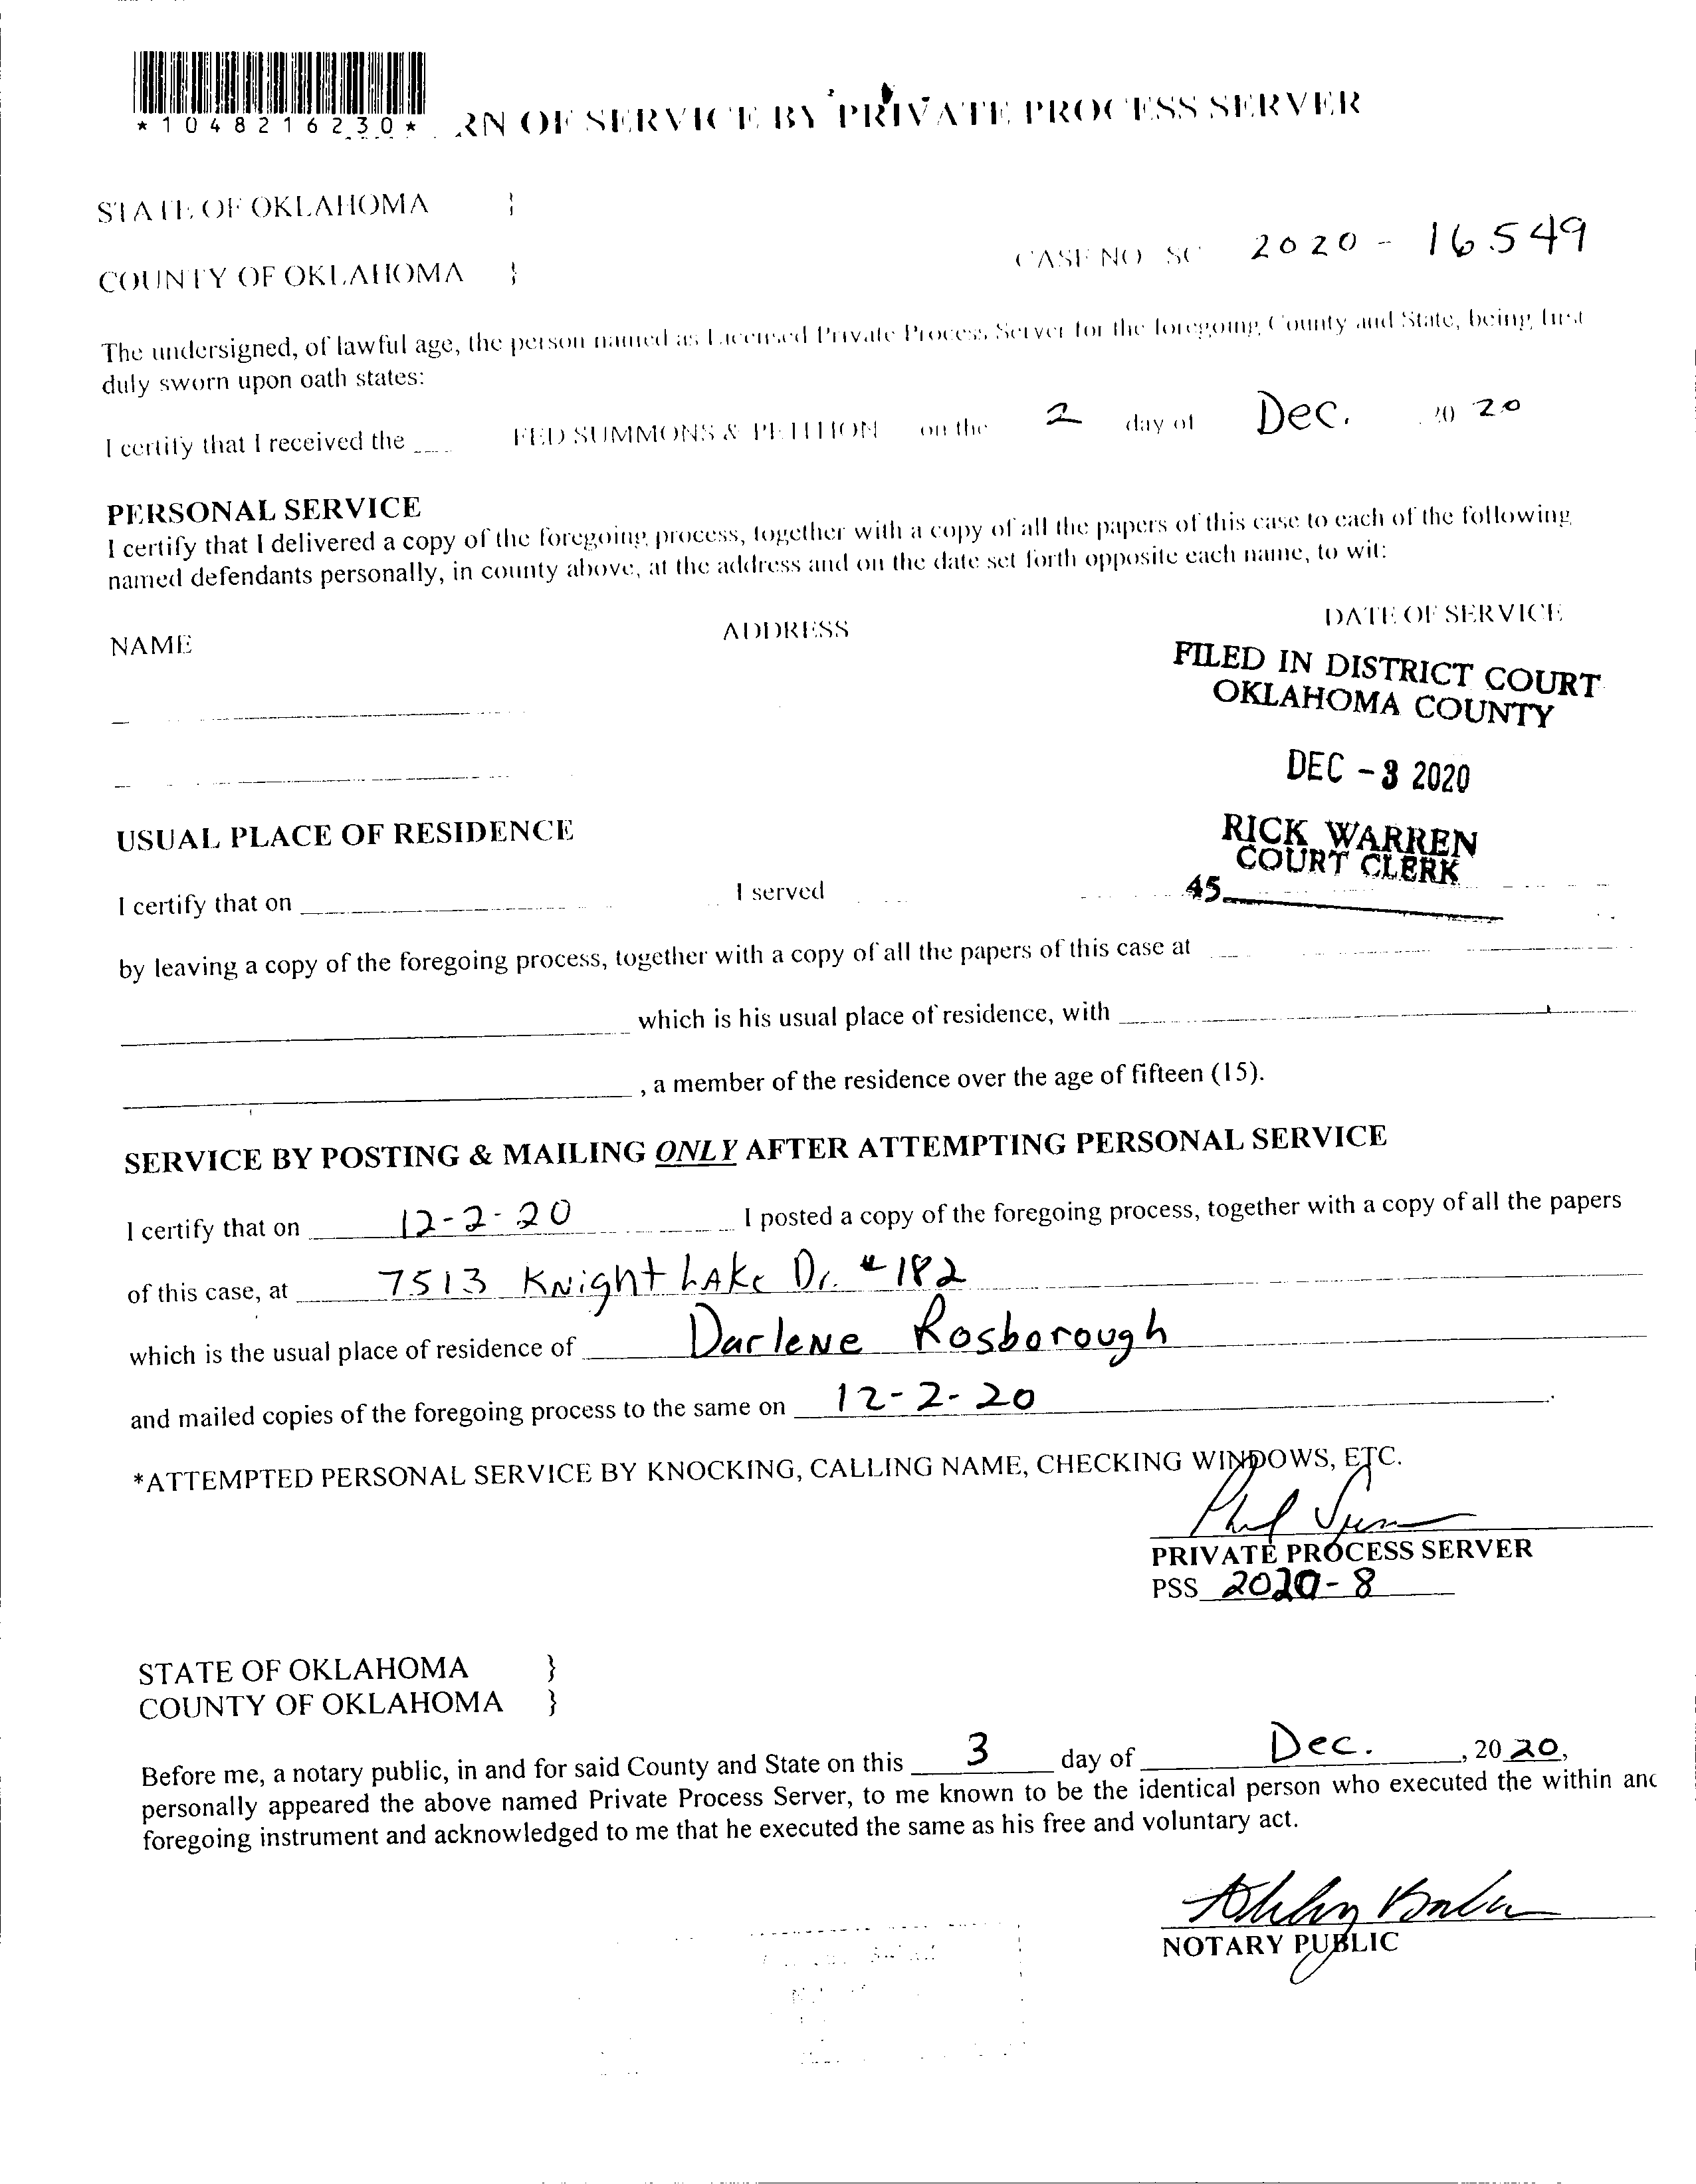 *1048216230*
RN OF SERVICE BY PRIVATE PROCESS SERVER
STATE OF OKLAHOMA }
CASE NO SC 2020 - 16549
COUNTY OF OKLAHOMA }
The undersigned, of lawful age, the person named as Licensed Private Process Server for the foregoing County and State, being first
duly sworn upon oath states:
I certify that I received the FED SUMMONS & PETITION on the 2 day of Dec. 20 20
PERSONAL SERVICE
I certify that I delivered a copy of the foregoing process, together with a copy of all the papers of this case to each of the following
named defendants personally, in county above, at the address and on the date set forth opposite each name, to wit:
NAME ADDRESS DATE OF SERVICE
FILED IN DISTRICT COURT
OKLAHOMA COUNTY
DEC - 3 2020
RICK WARREN
COURT CLERK
45
USUAL PLACE OF RESIDENCE
I certify that on I served
by leaving a copy of the foregoing process, together with a copy of all the papers of this case at
which is his usual place of residence, with
, a member of the residence over the age of fifteen (15).
SERVICE BY POSTING & MAILING ONLY AFTER ATTEMPTING PERSONAL SERVICE
I certify that on 12-2-20 I posted a copy of the foregoing process, together with a copy of all the papers
of this case, at 7513 Knight Lake Dr. #182
which is the usual place of residence of Darlene Rosborough
and mailed copies of the foregoing process to the same on 12-2-20.
*ATTEMPTED PERSONAL SERVICE BY KNOCKING, CALLING NAME, CHECKING WINDOWS, ETC.
PRIVATE PROCESS SERVER
PSS 2020-8
STATE OF OKLAHOMA }
COUNTY OF OKLAHOMA }
Before me, a notary public, in and for said County and State on this 3 day of Dec., 20 20,
personally appeared the above named Private Process Server, to me known to be the identical person who executed the within and
foregoing instrument and acknowledged to me that he executed the same as his free and voluntary act.
NOTARY PUBLIC